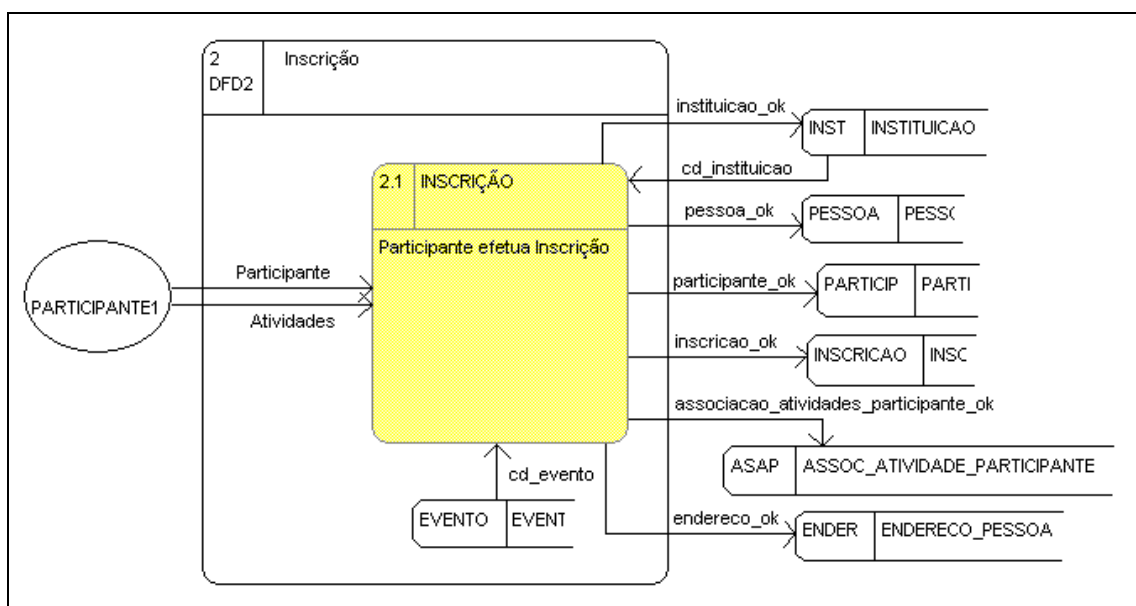 2
DFD2
Inscrição
instituicao_ok
INST INSTITUICAO
cd_instituicao
2.1 INSCRIÇÃO
pessoa_ok
PESSOA PESSO
Participante efetua Inscrição
Participante
participante_ok
PARTICIP PARTI
PARTICIPANTE1
Atividades
inscricao_ok
INSCRICAO INSC
associacao_atividades_participante_ok
ASAP ASSOC_ATIVIDADE_PARTICIPANTE
cd_evento
EVENTO EVENT
endereco_ok
ENDER ENDERECO_PESSOA